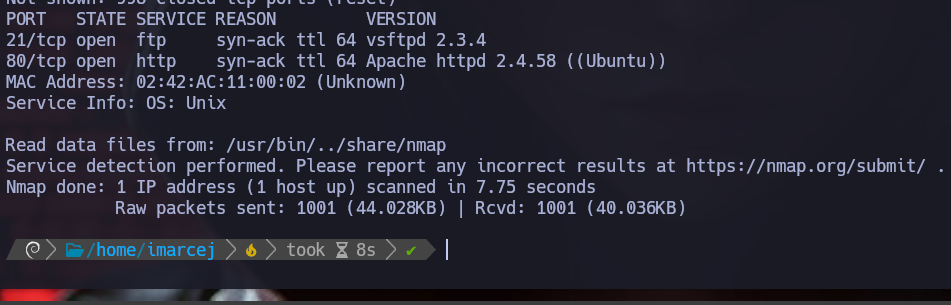 Not shown: 998 closed tcp ports (reset)
PORT   STATE SERVICE REASON         VERSION
21/tcp open  ftp     syn-ack ttl 64 vsftpd 2.3.4
80/tcp open  http    syn-ack ttl 64 Apache httpd 2.4.58 ((Ubuntu))
MAC Address: 02:42:AC:11:00:02 (Unknown)
Service Info: OS: Unix
Read data files from: /usr/bin/../share/nmap
Service detection performed. Please report any incorrect results at https://nmap.org/submit/ .
Nmap done: 1 IP address (1 host up) scanned in 7.75 seconds
           Raw packets sent: 1001 (44.028KB) | Rcvd: 1001 (40.036KB)
/home/imarcej took 8s